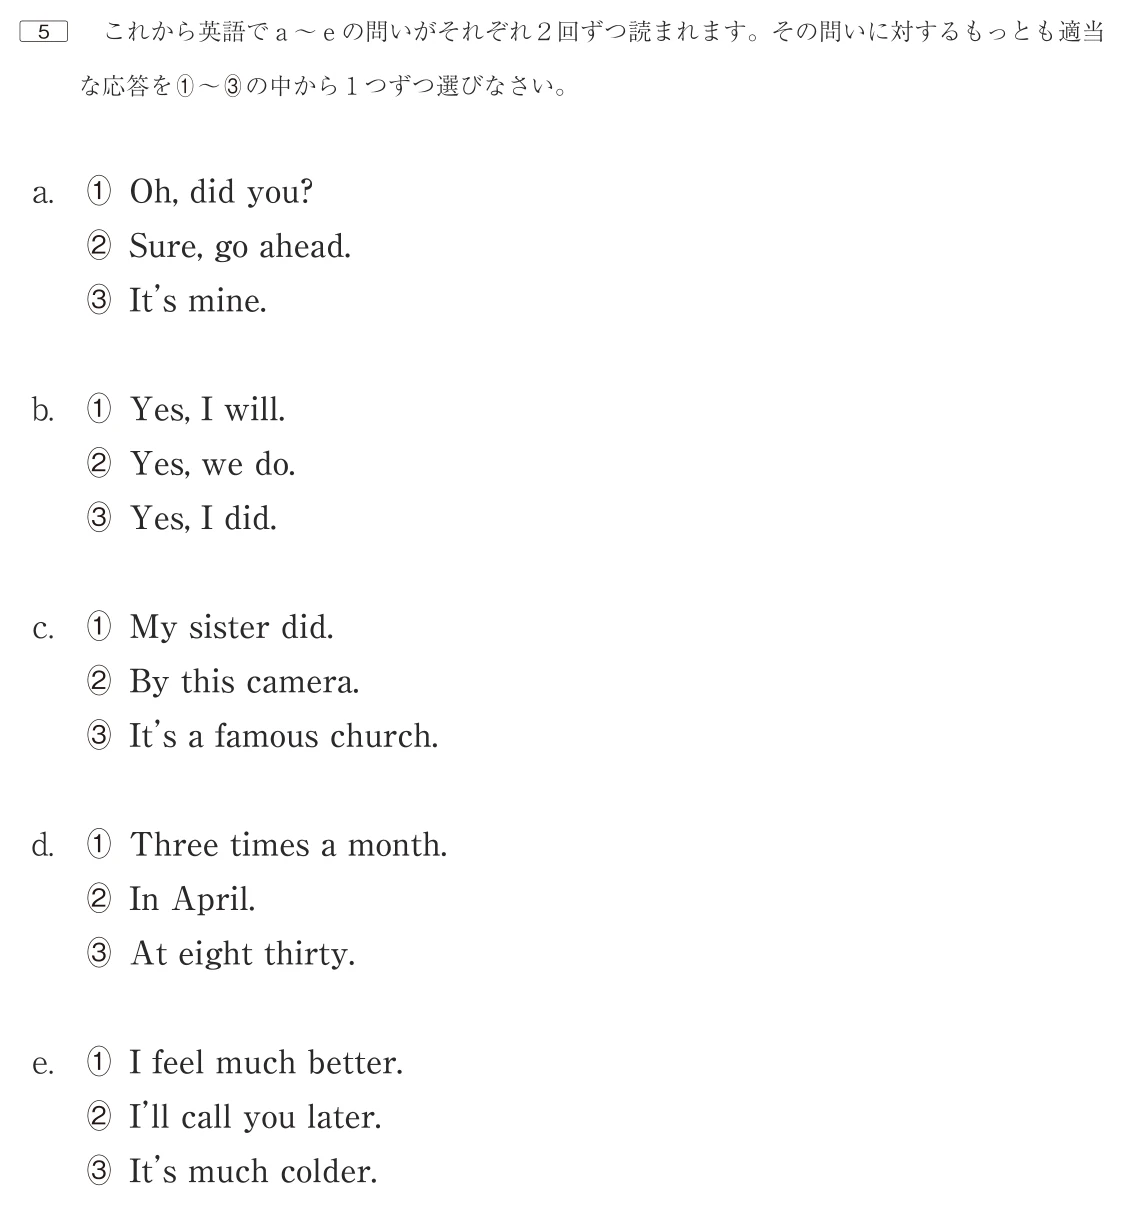 5 これから英語でａ～ｅの問いがそれぞれ２回ずつ読まれます。その問いに対するもっとも適当
な応答を①～③の中から１つずつ選びなさい。
a. ① Oh, did you?
② Sure, go ahead.
③ It’s mine.
b. ① Yes, I will.
② Yes, we do.
③ Yes, I did.
c. ① My sister did.
② By this camera.
③ It’s a famous church.
d. ① Three times a month.
② In April.
③ At eight thirty.
e. ① I feel much better.
② I’ll call you later.
③ It’s much colder.